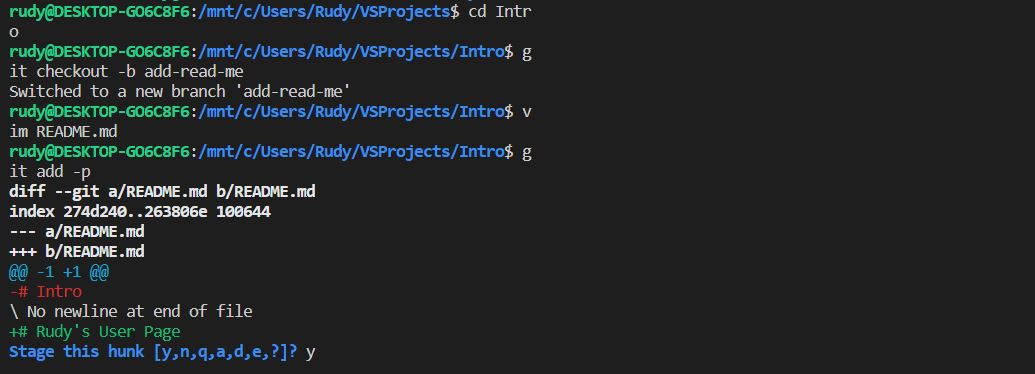 rudy@DESKTOP-GO6C8F6:/mnt/c/Users/Rudy/VSProjects$ cd Intr
o
rudy@DESKTOP-GO6C8F6:/mnt/c/Users/Rudy/VSProjects/Intro$ g
it checkout -b add-read-me
Switched to a new branch 'add-read-me'
rudy@DESKTOP-GO6C8F6:/mnt/c/Users/Rudy/VSProjects/Intro$ v
im README.md
rudy@DESKTOP-GO6C8F6:/mnt/c/Users/Rudy/VSProjects/Intro$ g
it add -p
diff --git a/README.md b/README.md
index 274d240..263806e 100644
--- a/README.md
+++ b/README.md
@@ -1 +1 @@
-# Intro
\ No newline at end of file
+# Rudy's User Page
Stage this hunk [y,n,q,a,d,e,?]? y